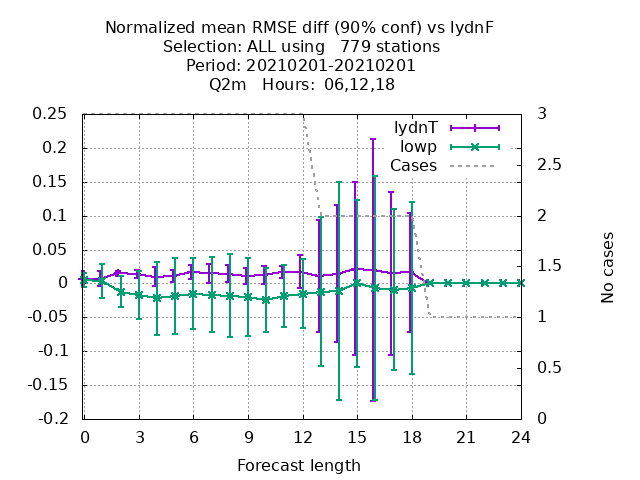 Normalized mean RMSE diff (90% conf) vs lydnF
Selection: ALL using   779 stations
Period: 20210201-20210201
Q2m   Hours:  06,12,18
lydnT
lowp
Cases
0.25
0.2
0.15
0.1
0.05
0
-0.05
-0.1
-0.15
-0.2
3
2.5
2
1.5
1
0.5
0
No cases
0 3 6 9 12 15 18 21 24
Forecast length